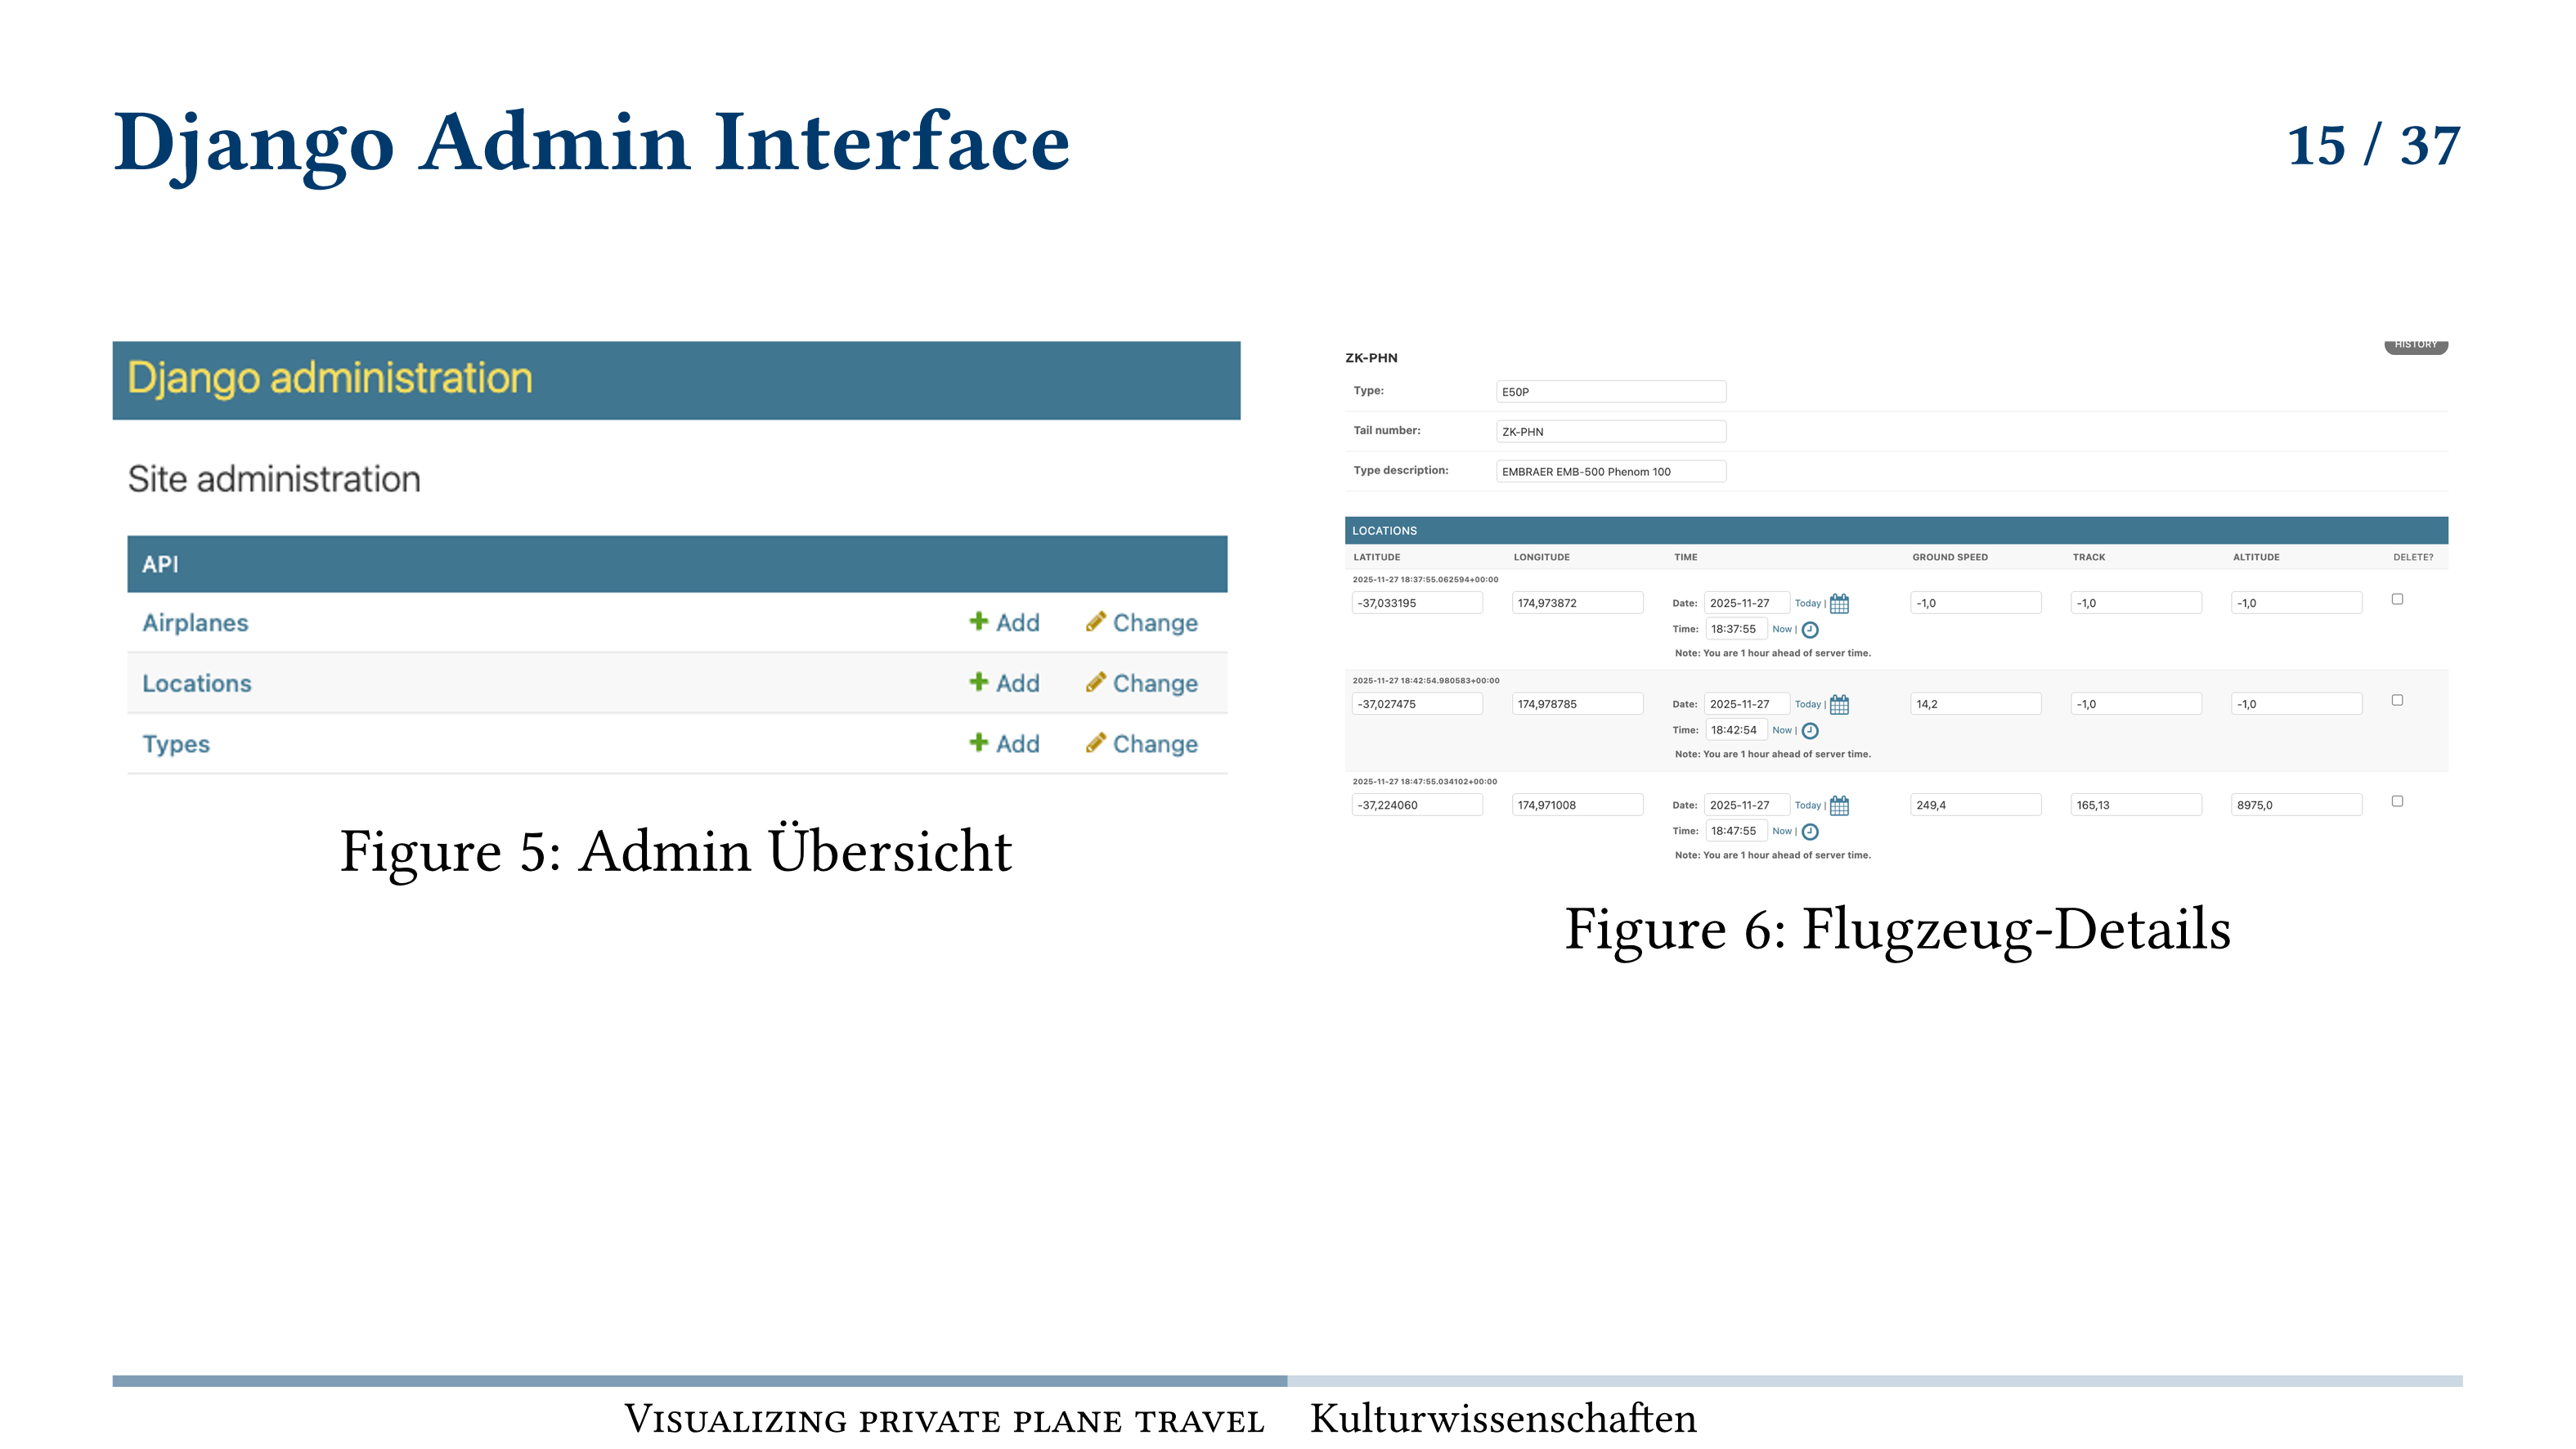 Django Admin Interface
15 / 37
Django administration
Site administration
API
Airplanes Add Change
Locations Add Change
Types Add Change
Figure 5: Admin Übersicht
HISTORY
ZK-PHN
Type: E50P
Tail number: ZK-PHN
Type description: EMBRAER EMB-500 Phenom 100
LOCATIONS
LATITUDE LONGITUDE TIME GROUND SPEED TRACK ALTITUDE DELETE?
2025-11-27 18:37:55.062594+00:00
-37,033195 174,973872 Date: 2025-11-27 Today | -1,0 -1,0 -1,0
Time: 18:37:55 Now |
Note: You are 1 hour ahead of server time.
2025-11-27 18:42:54.980583+00:00
-37,027475 174,978785 Date: 2025-11-27 Today | 14,2 -1,0 -1,0
Time: 18:42:54 Now |
Note: You are 1 hour ahead of server time.
2025-11-27 18:47:55.034102+00:00
-37,224060 174,971008 Date: 2025-11-27 Today | 249,4 165,13 8975,0
Time: 18:47:55 Now |
Note: You are 1 hour ahead of server time.
Figure 6: Flugzeug-Details
Visualizing private plane travel Kulturwissenschaften